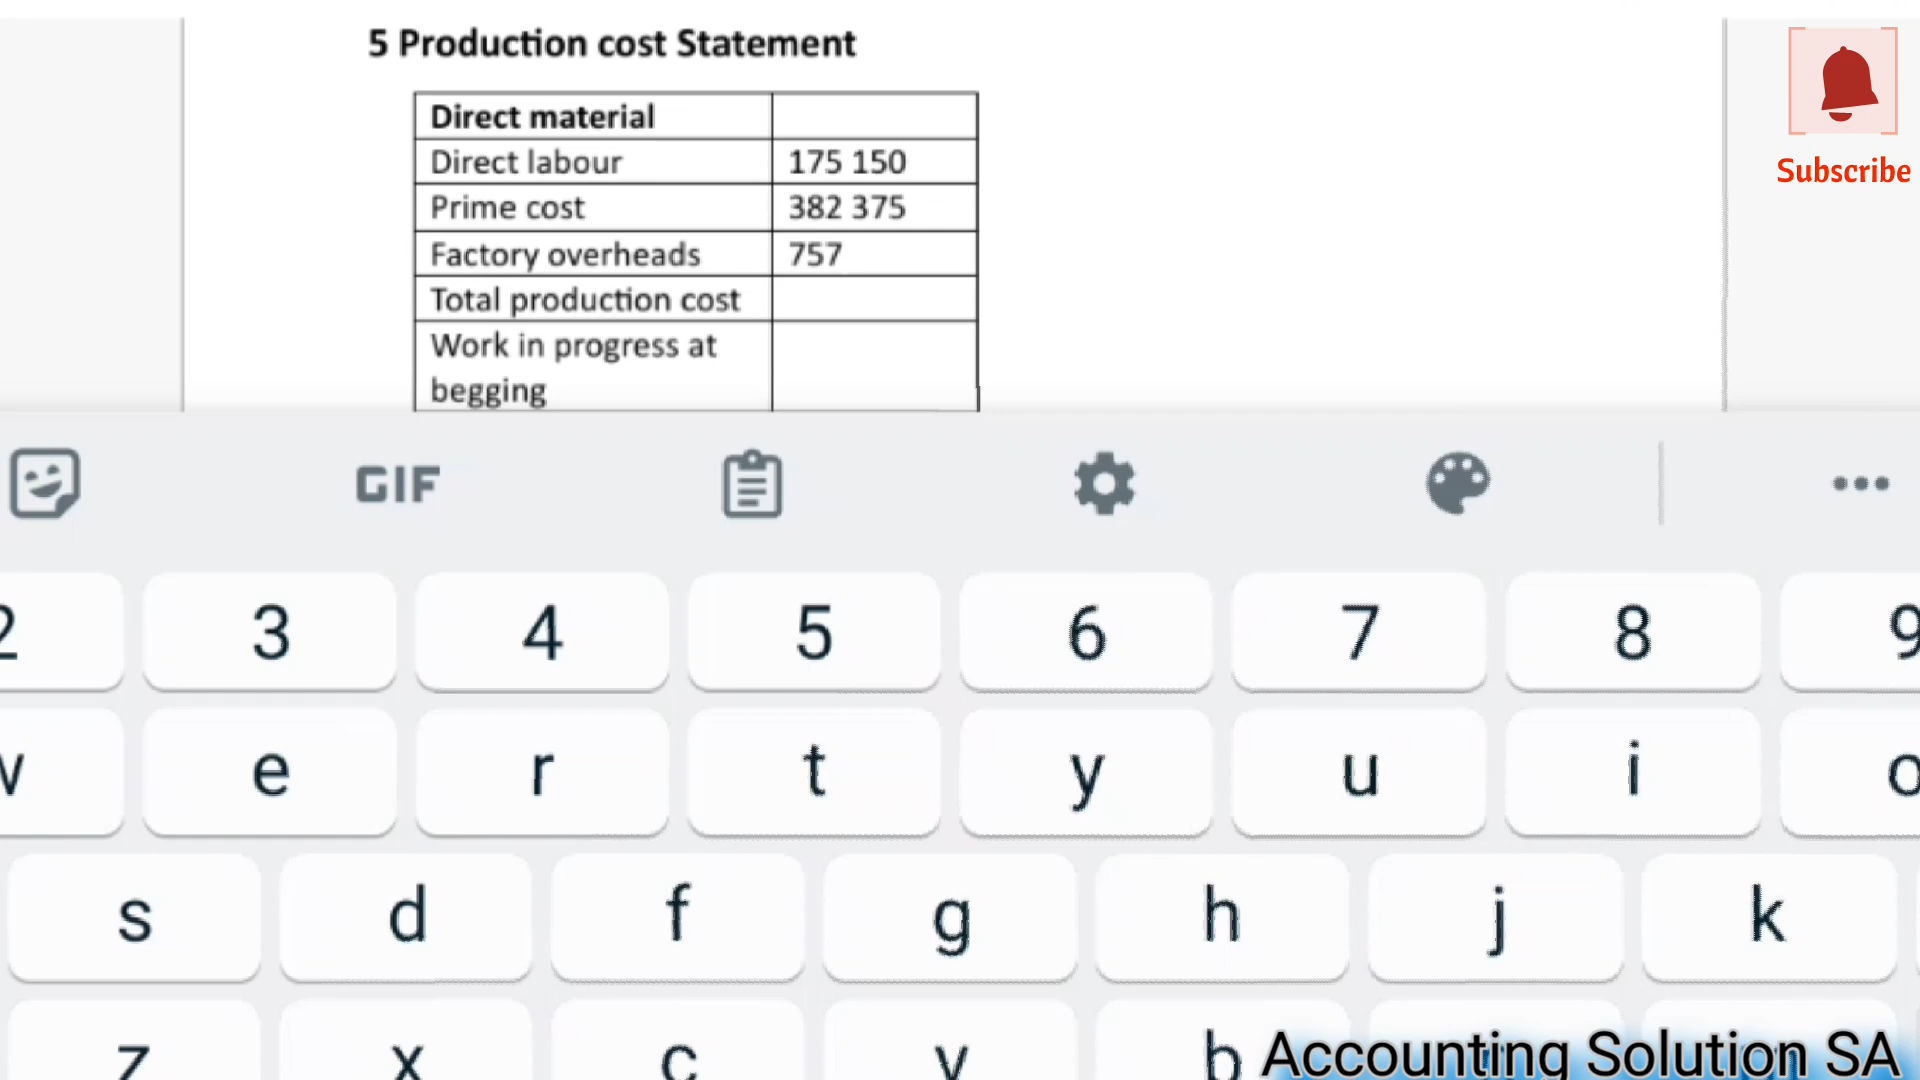 5 Production cost Statement
Direct material
Direct labour 175 150
Prime cost 382 375
Factory overheads 757
Total production cost
Work in progress at
begging
Subscribe
GIF
2 3 4 5 6 7 8 9
w e r t y u i o
s d f g h j k
z x c v b
Accounting Solution SA